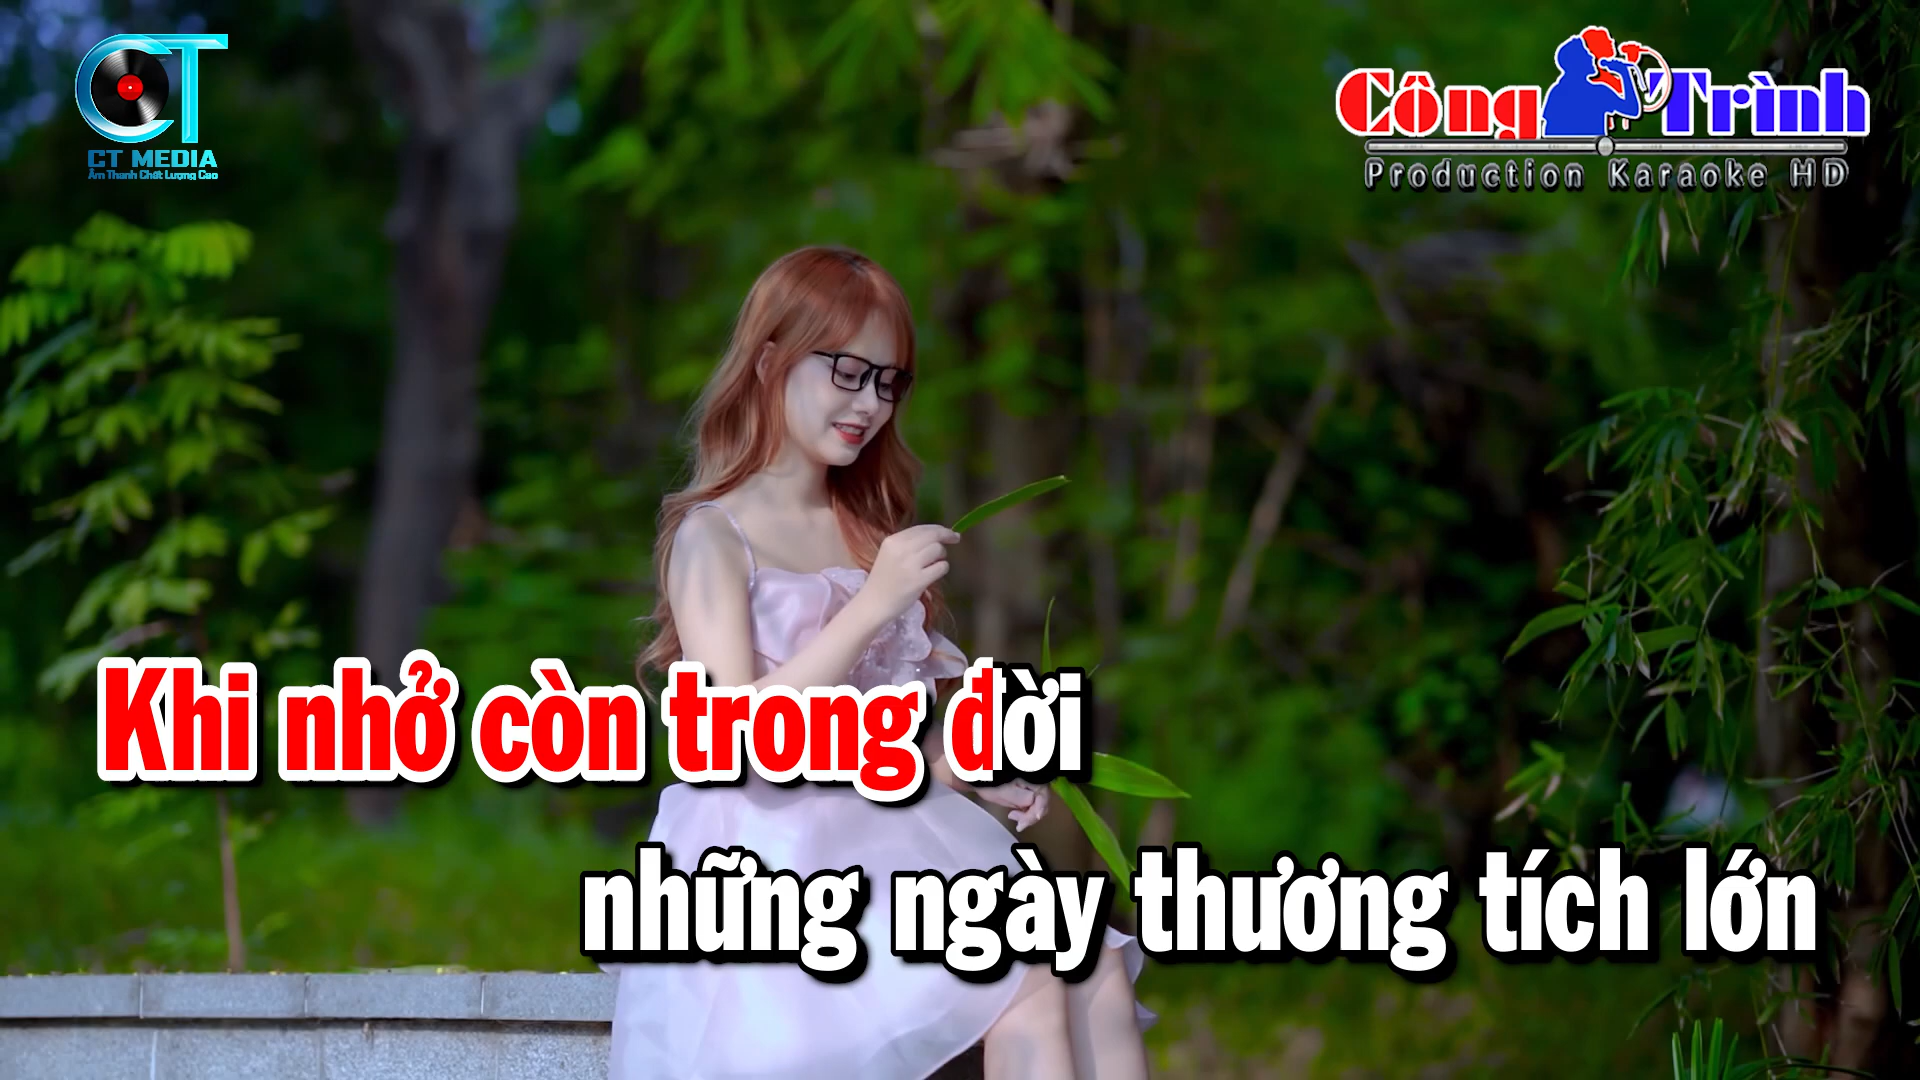 CT
CT MEDIA
Âm Thanh Chất Lượng Cao
Công Trình
Production Karaoke HD
Khi nhở còn trong đời
những ngày thương tích lớn